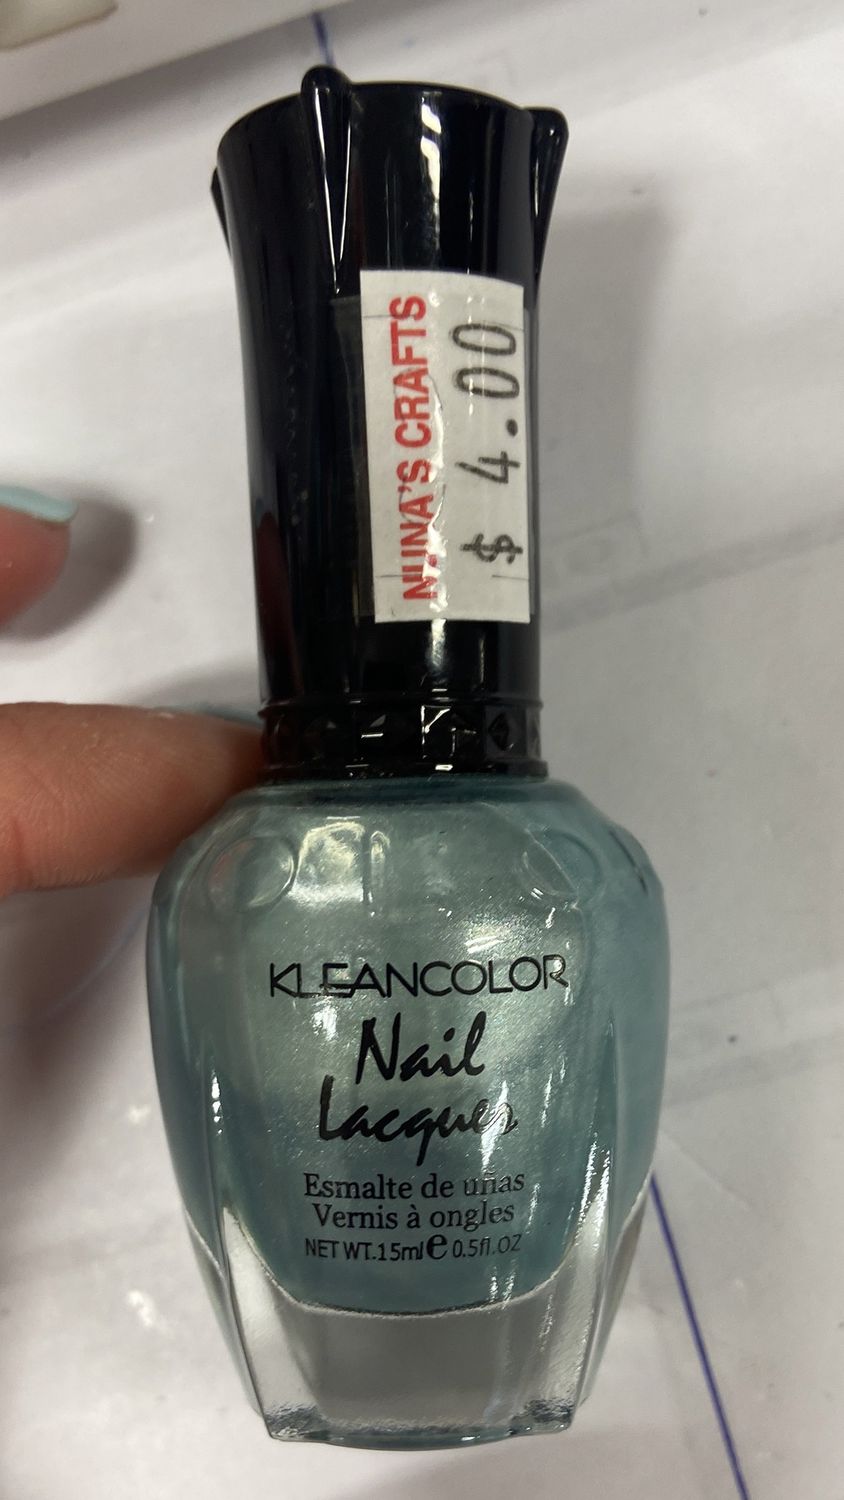 NUNA'S CRAFTS
$ 4.00
KLEANCOLOR
Nail
Lacquer
Esmalte de uñas
Vernis à ongles
NET WT.15ml e 0.5fl.OZ